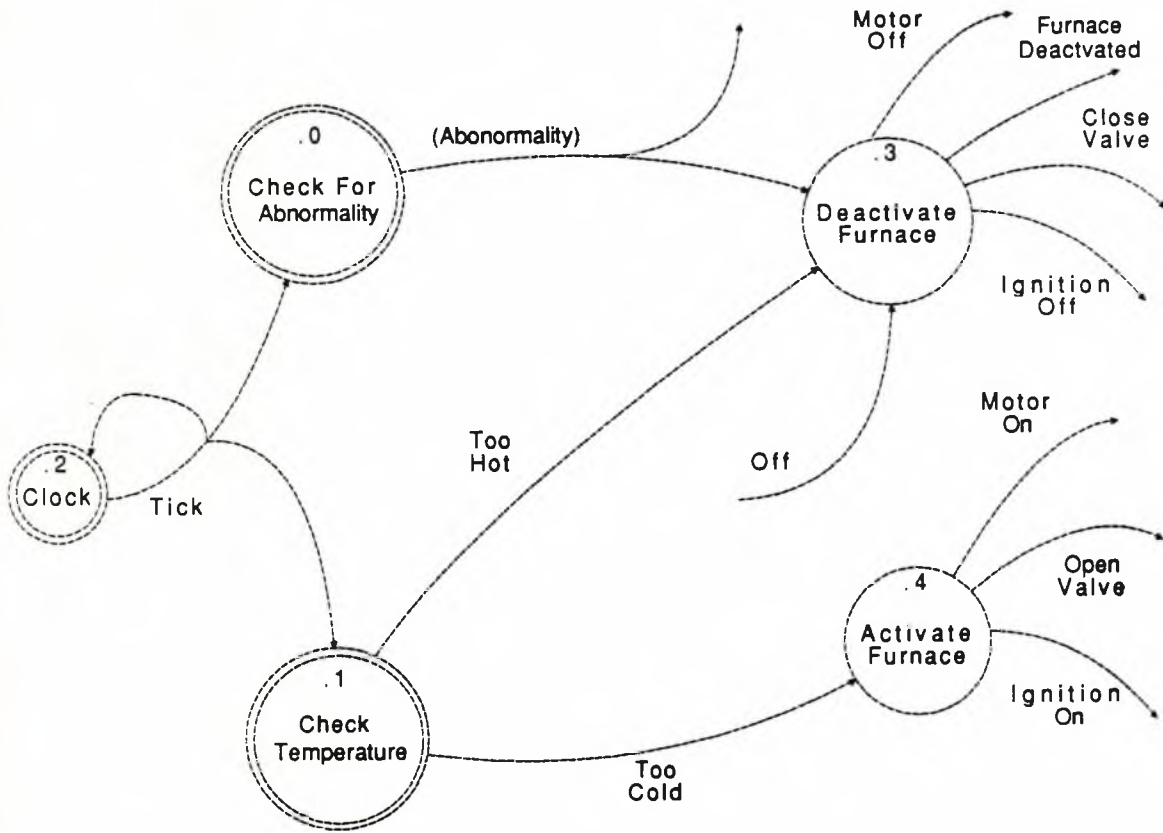 Motor
Off
Furnace
Deactvated
Close
Valve
.0
Check For
Abnormality
(Abonormality)
.3
Deactivate
Furnace
Ignition
Off
.2
Clock
Tick
Too
Hot
Off
Motor
On
.4
Activate
Furnace
Open
Valve
Ignition
On
.1
Check
Temperature
Too
Cold